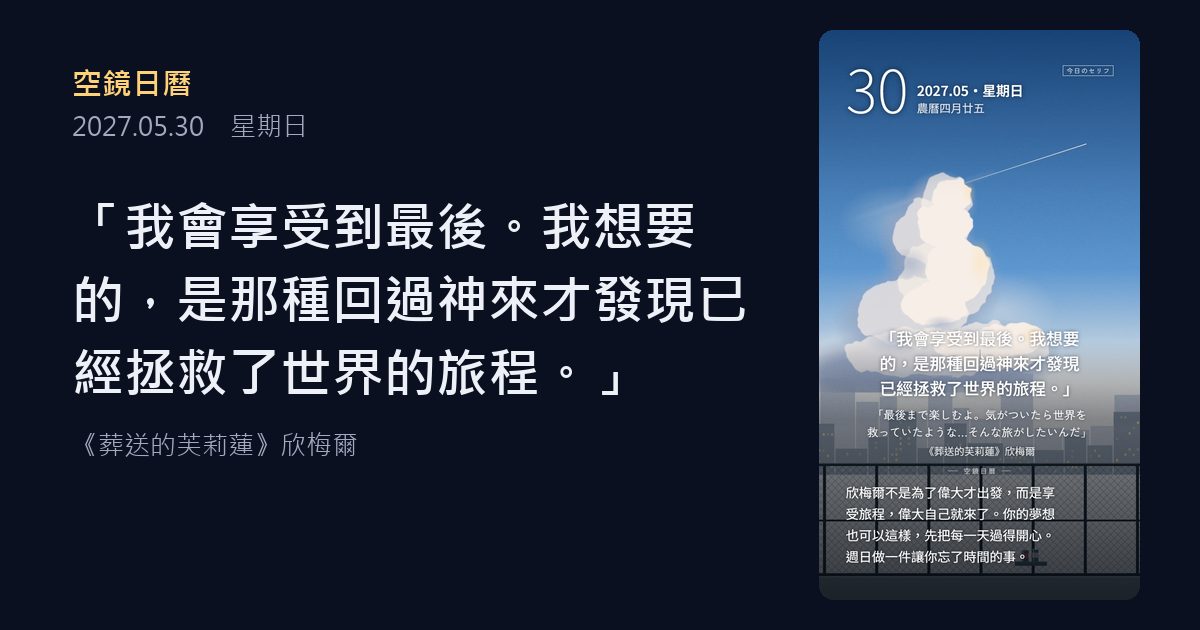 空鏡日曆
2027.05.30 星期日
「我會享受到最後。我想要
的，是那種回過神來才發現已
經拯救了世界的旅程。」
《葬送的芙莉蓮》欣梅爾
30
2027.05・星期日
農曆四月廿五
今日のセリフ
「我會享受到最後。我想要
的，是那種回過神來才發現
已經拯救了世界的旅程。」
「最後まで楽しむよ。気がついたら世界を
救っていたような…そんな旅がしたいんだ」
《葬送的芙莉蓮》欣梅爾
— 空鏡日曆 —
欣梅爾不是為了偉大才出發，而是享
受旅程，偉大自己就來了。你的夢想
也可以這樣，先把每一天過得開心。
週日做一件讓你忘了時間的事。